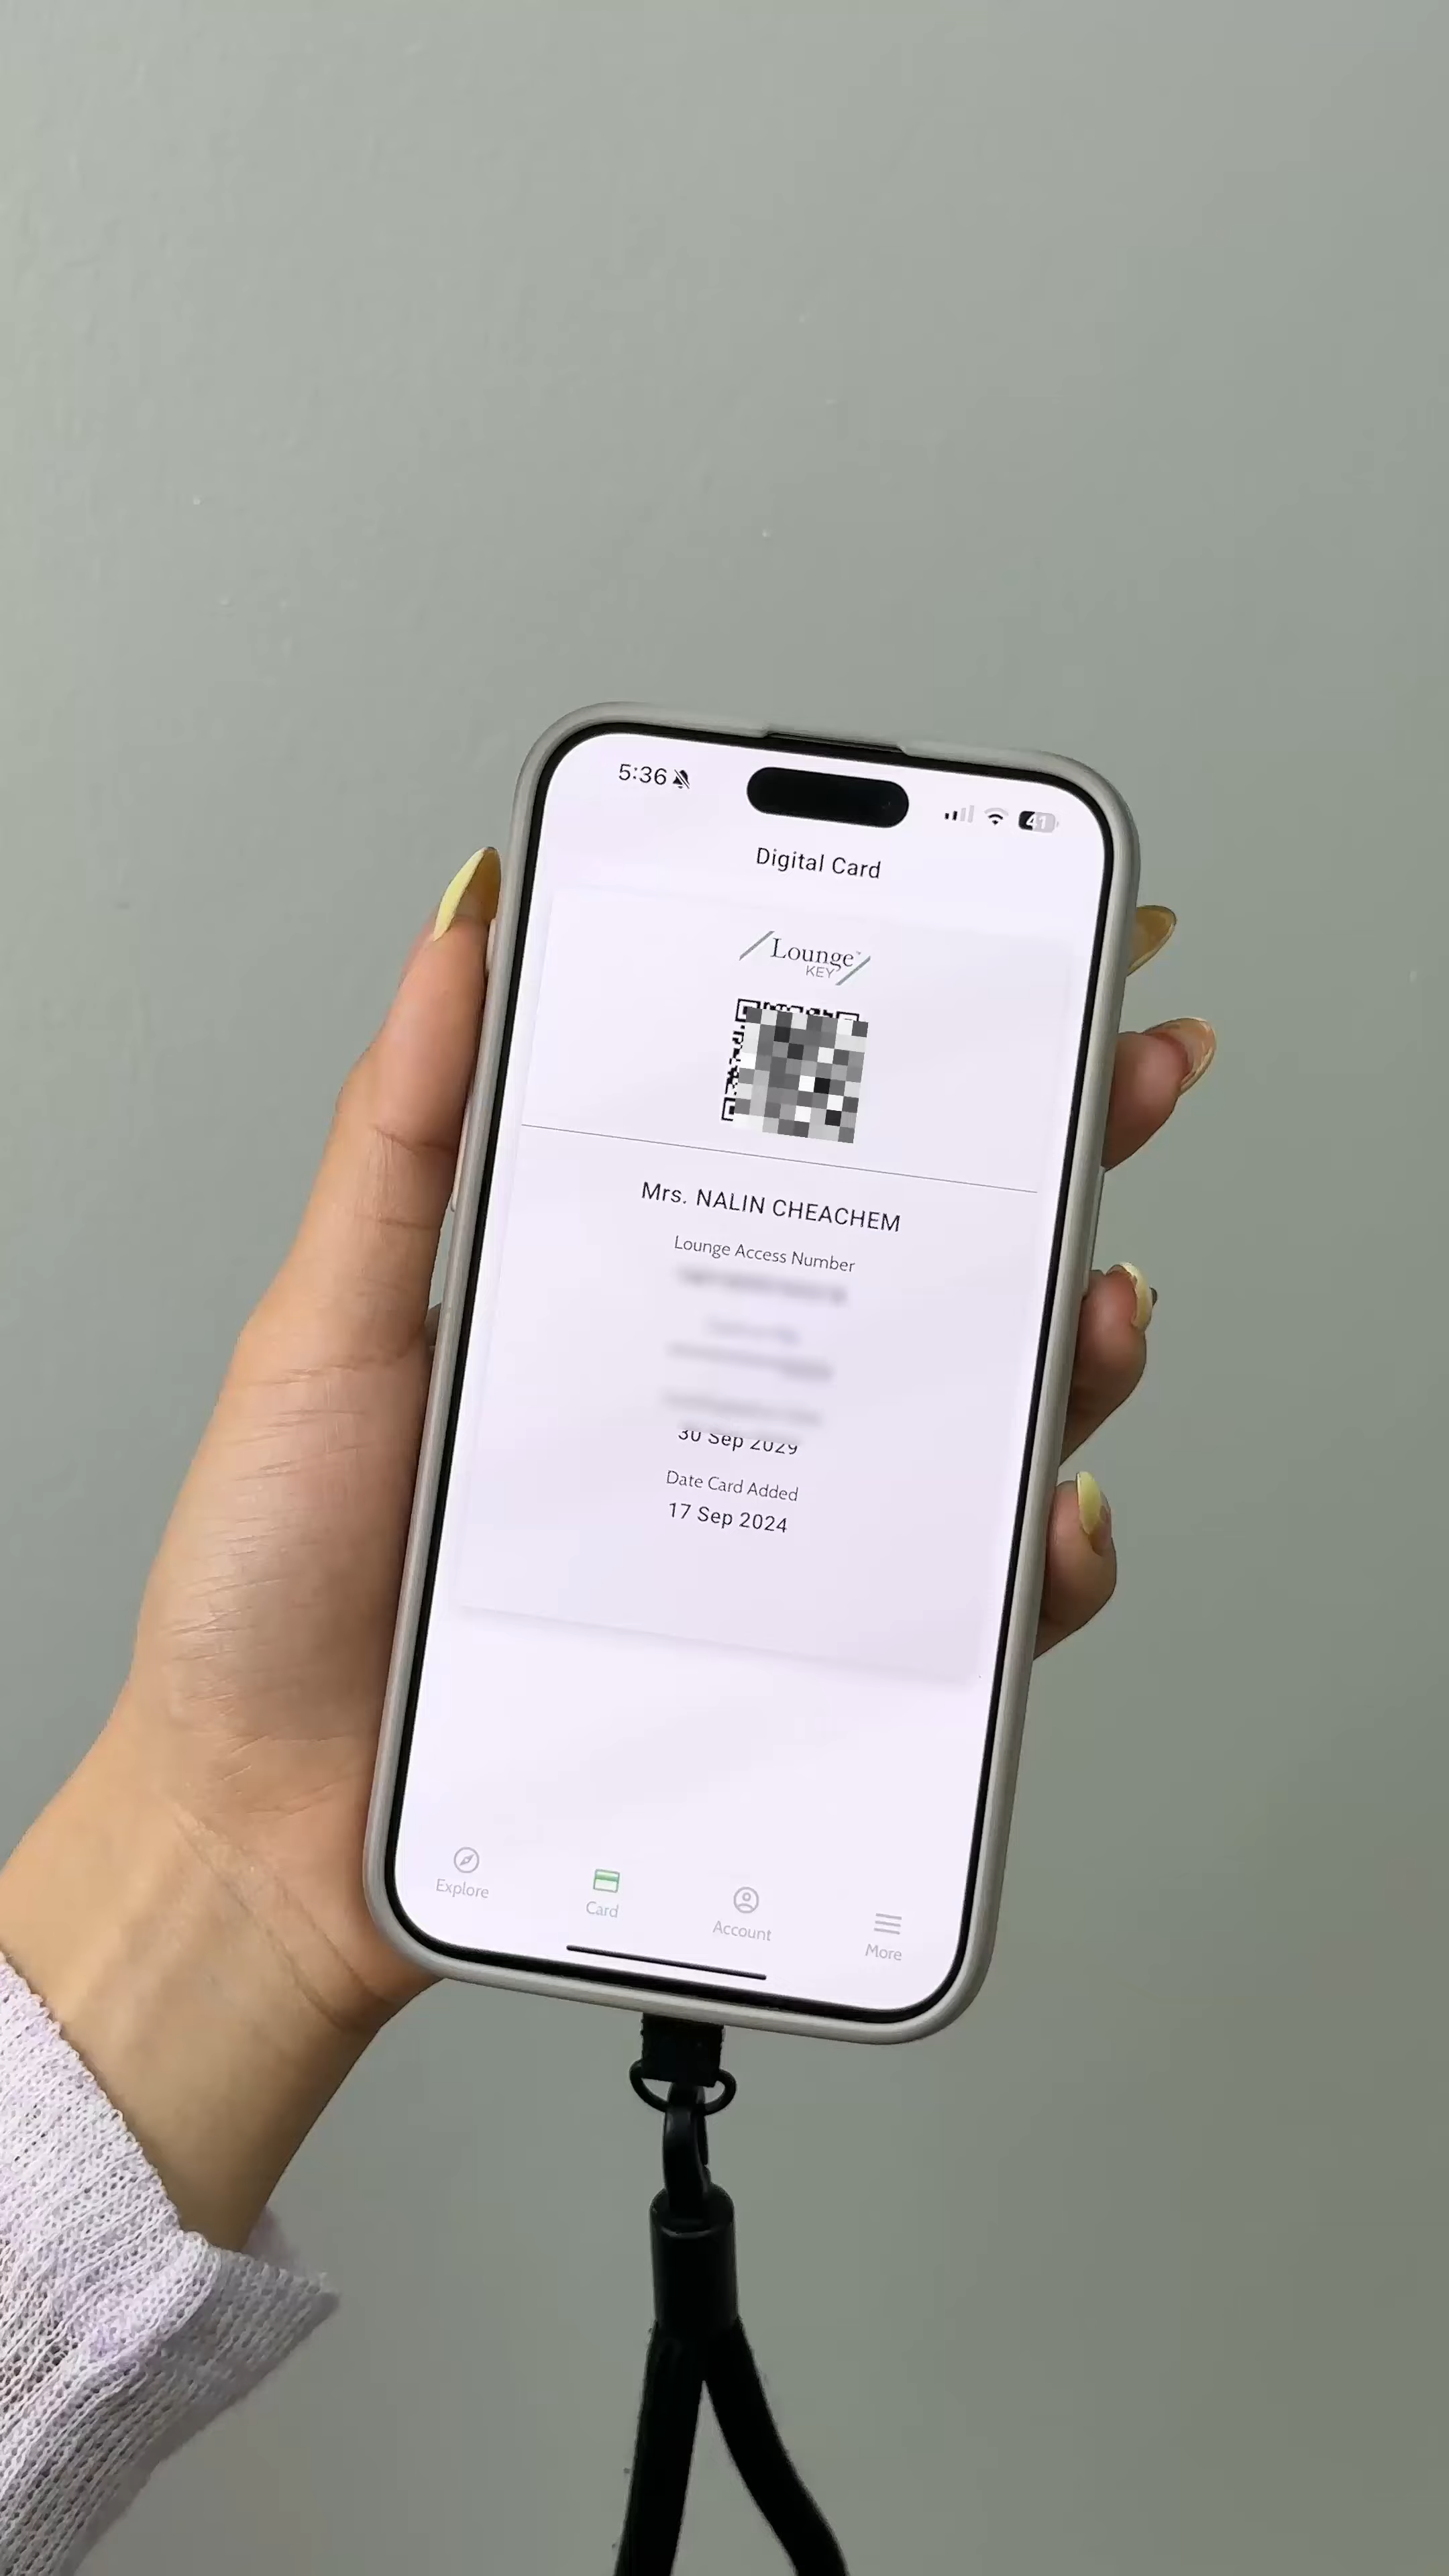 5:36
41
Digital Card
Lounge
KEY
Mrs. NALIN CHEACHEM
Lounge Access Number
30 Sep 2029
Date Card Added
17 Sep 2024
Explore
Card
Account
More